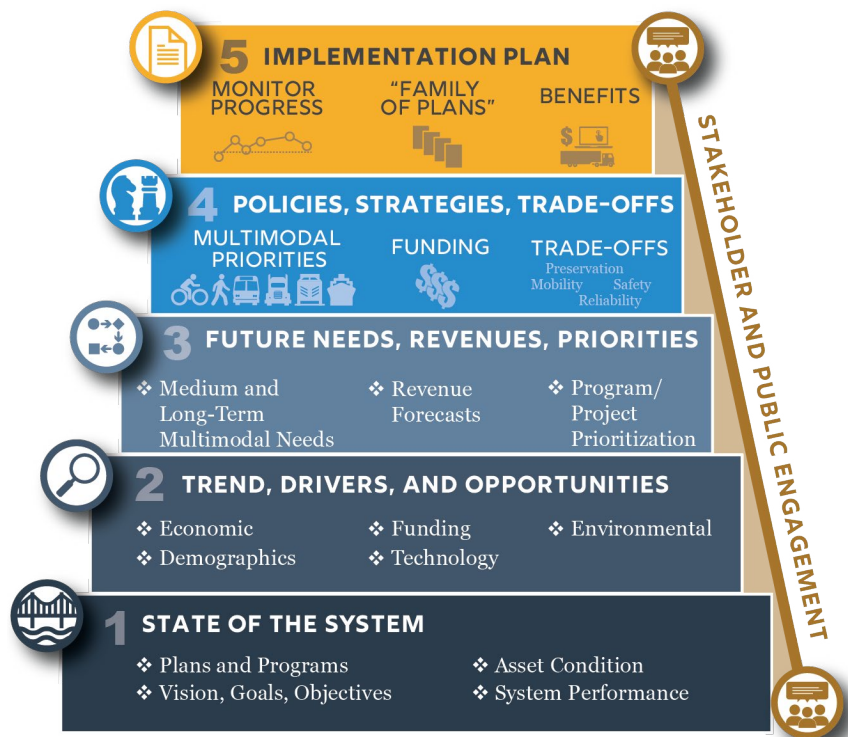 5 IMPLEMENTATION PLAN
MONITOR
PROGRESS
"FAMILY
OF PLANS"
BENEFITS
$
4 POLICIES, STRATEGIES, TRADE-OFFS
MULTIMODAL
PRIORITIES
FUNDING
$$$
TRADE-OFFS
Preservation
Mobility Safety
Reliability
3 FUTURE NEEDS, REVENUES, PRIORITIES
❖ Medium and
Long-Term
Multimodal Needs
❖ Revenue
Forecasts
❖ Program/
Project
Prioritization
2 TREND, DRIVERS, AND OPPORTUNITIES
❖ Economic
❖ Demographics
❖ Funding
❖ Technology
❖ Environmental
1 STATE OF THE SYSTEM
❖ Plans and Programs
❖ Vision, Goals, Objectives
❖ Asset Condition
❖ System Performance
STAKEHOLDER AND PUBLIC ENGAGEMENT